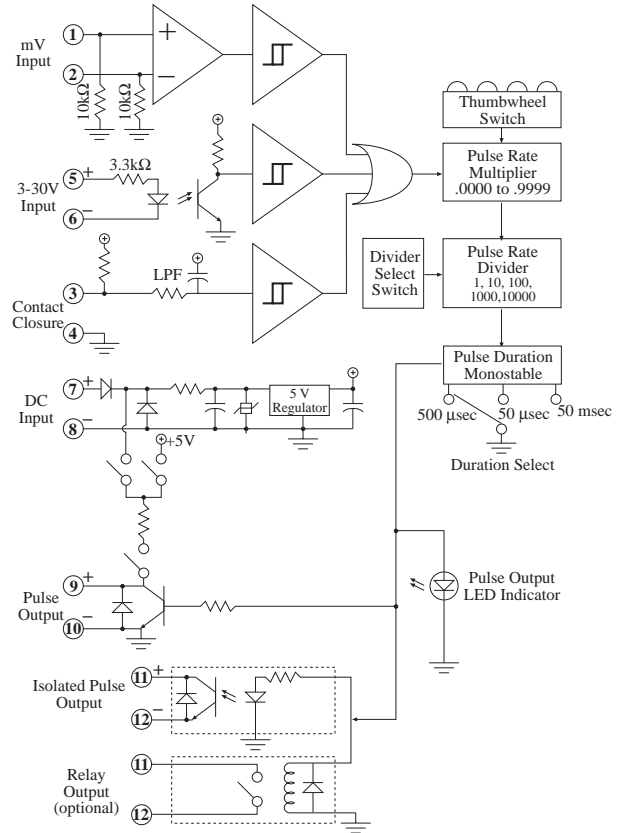 mV
Input
1
+
2
−
10kΩ
10kΩ
3-30V
Input
5
+
3.3kΩ
6
−
Contact
Closure
3
LPF
4
Thumbwheel
Switch
Pulse Rate
Multiplier
.0000 to .9999
Divider
Select
Switch
Pulse Rate
Divider
1, 10, 100,
1000,10000
Pulse Duration
Monostable
500 µsec
50 µsec
50 msec
Duration Select
DC
Input
7
+
8
−
5 V
Regulator
+5V
Pulse
Output
9
+
10
−
Pulse Output
LED Indicator
Isolated Pulse
Output
11
+
12
−
Relay
Output
(optional)
11
12